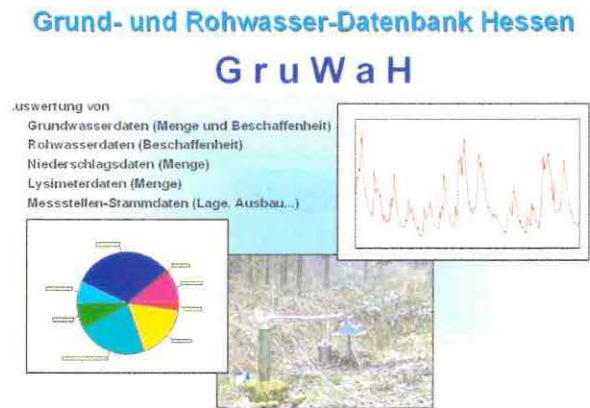 Grund- und Rohwasser-Datenbank Hessen
G r u W a H
.uswertung von
Grundwasserdaten (Menge und Beschaffenheit)
Rohwasserdaten (Beschaffenheit)
Niederschlagsdaten (Menge)
Lysimeterdaten (Menge)
Messstellen-Stammdaten (Lage, Ausbau...)